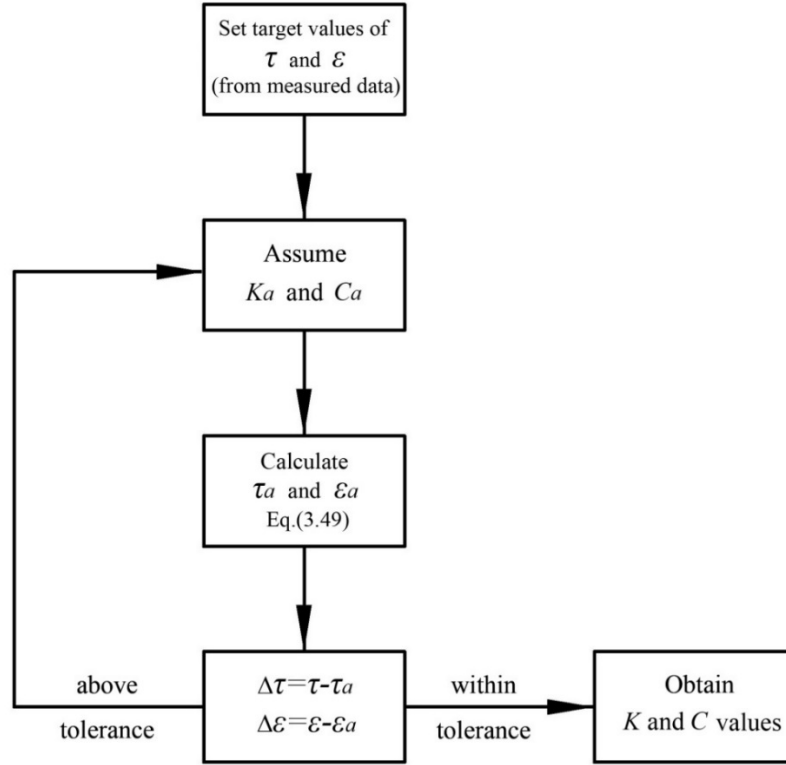 Set target values of
τ and ε
(from measured data)
Assume
Ka and Ca
Calculate
τa and εa
Eq.(3.49)
above
tolerance
Δτ=τ-τa
Δε=ε-εa
within
tolerance
Obtain
K and C values